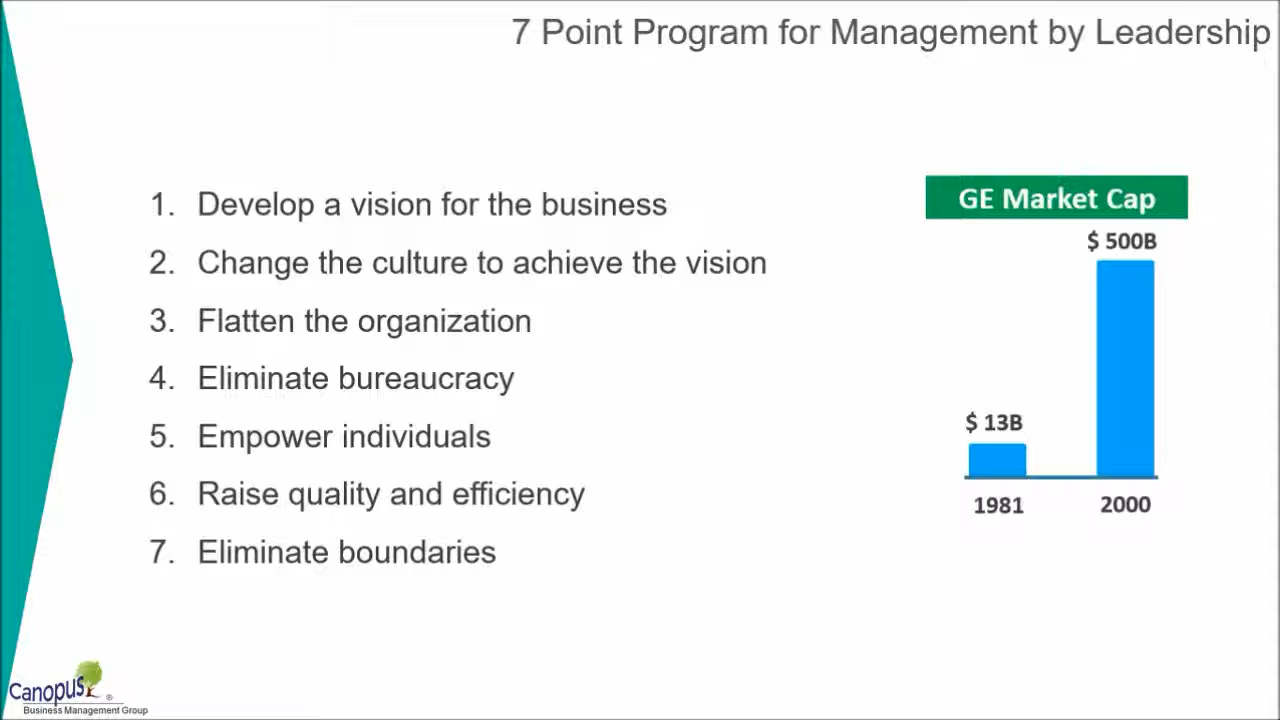 7 Point Program for Management by Leadership
1. Develop a vision for the business
2. Change the culture to achieve the vision
3. Flatten the organization
4. Eliminate bureaucracy
5. Empower individuals
6. Raise quality and efficiency
7. Eliminate boundaries
GE Market Cap
$ 500B
$ 13B
1981 2000
Canopus ®
Business Management Group